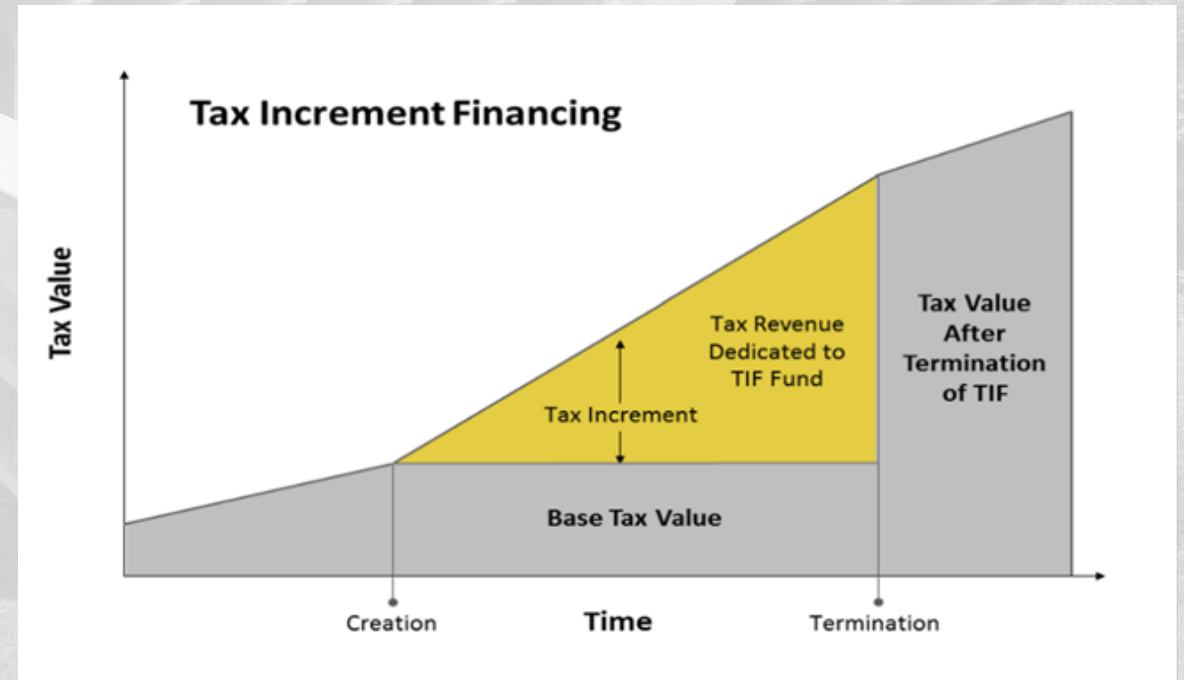 Tax Increment Financing
Tax Value
Tax Revenue
Dedicated to
TIF Fund
Tax Increment
Base Tax Value
Tax Value
After
Termination
of TIF
Creation
Time
Termination